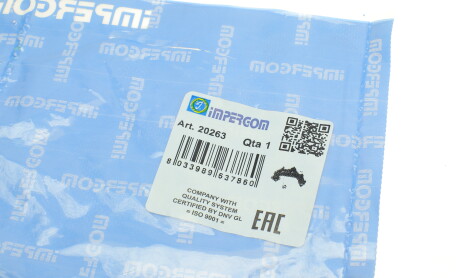 IMPERGOM
IMPERGOM
IMPERGOM
IMPERGOM
IMPERGOM
IMPERGOM
Art. 20263 Qta 1
8 033989 537850
COMPANY WITH
QUALITY SYSTEM
CERTIFIED BY DNV GL
= ISO 9001 =
EAC